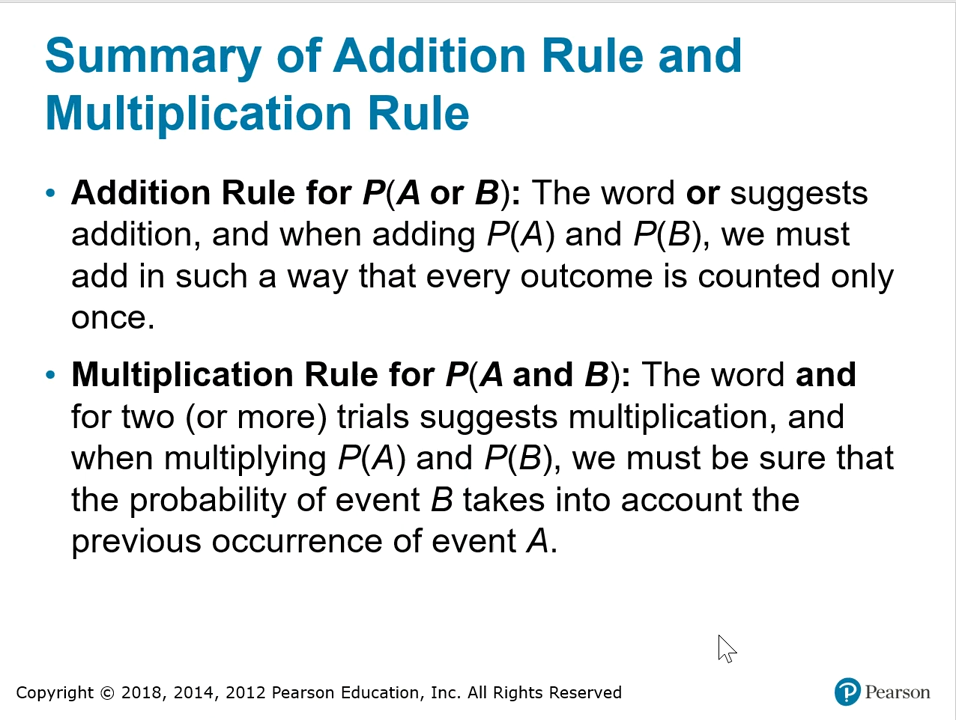 Summary of Addition Rule and
Multiplication Rule
• Addition Rule for P(A or B): The word or suggests
addition, and when adding P(A) and P(B), we must
add in such a way that every outcome is counted only
once.
• Multiplication Rule for P(A and B): The word and
for two (or more) trials suggests multiplication, and
when multiplying P(A) and P(B), we must be sure that
the probability of event B takes into account the
previous occurrence of event A.
Copyright © 2018, 2014, 2012 Pearson Education, Inc. All Rights Reserved
P Pearson